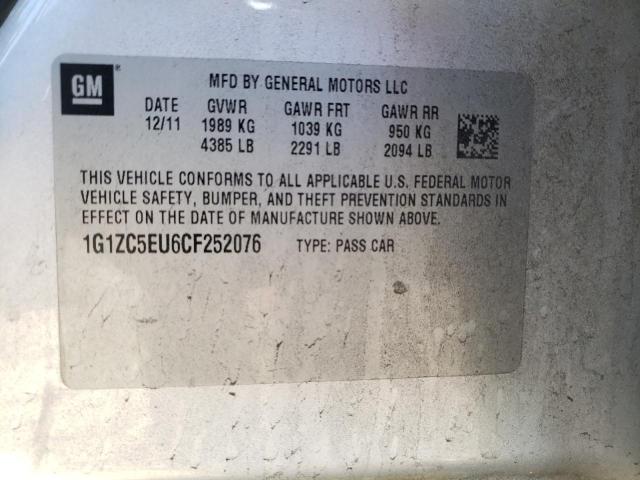 GM ®
MFD BY GENERAL MOTORS LLC
DATE GVWR GAWR FRT GAWR RR
12/11 1989 KG 1039 KG 950 KG
4385 LB 2291 LB 2094 LB
THIS VEHICLE CONFORMS TO ALL APPLICABLE U.S. FEDERAL MOTOR
VEHICLE SAFETY, BUMPER, AND THEFT PREVENTION STANDARDS IN
EFFECT ON THE DATE OF MANUFACTURE SHOWN ABOVE.
1G1ZC5EU6CF252076 TYPE: PASS CAR